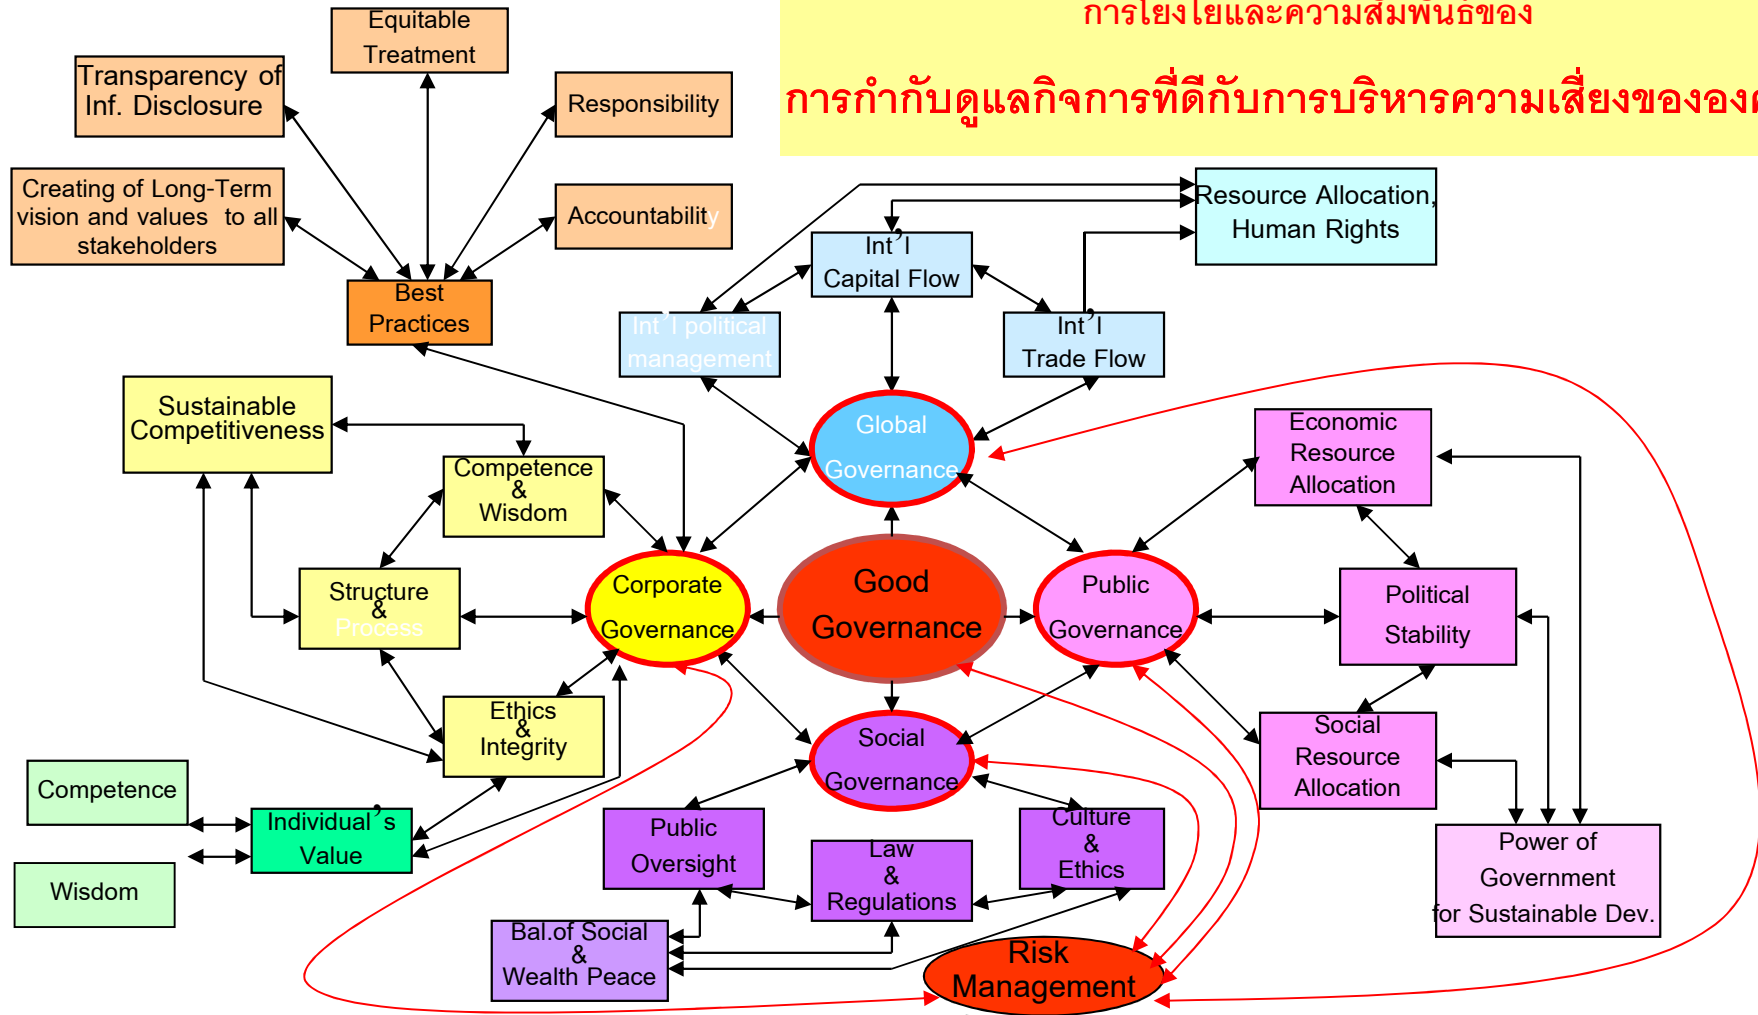 การโยงใยและความสัมพันธ์ของ
การกำกับดูแลกิจการที่ดีกับการบริหารความเสี่ยงขององค
Equitable
Treatment
Transparency of
Inf. Disclosure
Responsibility
Creating of Long-Term
vision and values to all
stakeholders
Accountability
Best
Practices
Resource Allocation,
Human Rights
Int’l
Capital Flow
Int’l political
management
Int’l
Trade Flow
Global
Governance
Sustainable
Competitiveness
Competence
&
Wisdom
Structure
&
Process
Ethics
&
Integrity
Corporate
Governance
Good
Governance
Public
Governance
Social
Governance
Economic
Resource
Allocation
Political
Stability
Social
Resource
Allocation
Power of
Government
for Sustainable Dev.
Competence
Wisdom
Individual’s
Value
Public
Oversight
Law
&
Regulations
Culture
&
Ethics
Bal.of Social
&
Wealth Peace
Risk
Management